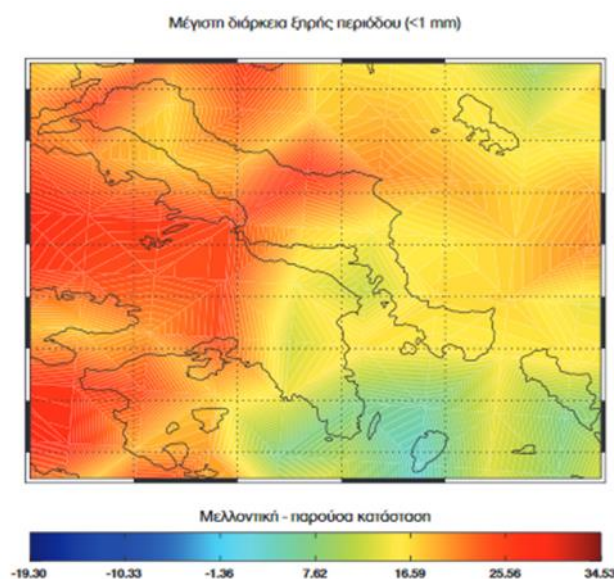 Μέγιστη διάρκεια ξηρής περιόδου (<1 mm)
Μελλοντική - παρούσα κατάσταση
-19.30 -10.33 -1.36 7.62 16.59 25.56 34.53